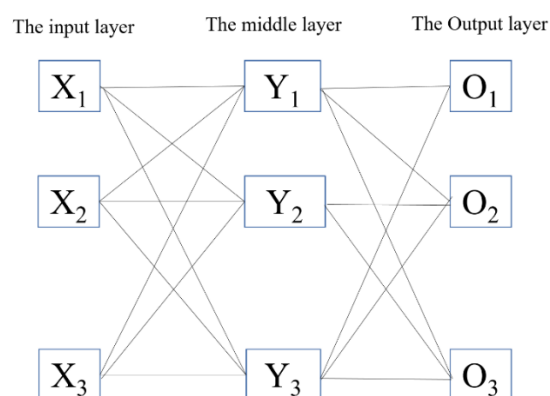 The input layer The middle layer The Output layer
X₁ Y₁ O₁
X₂ Y₂ O₂
X₃ Y₃ O₃